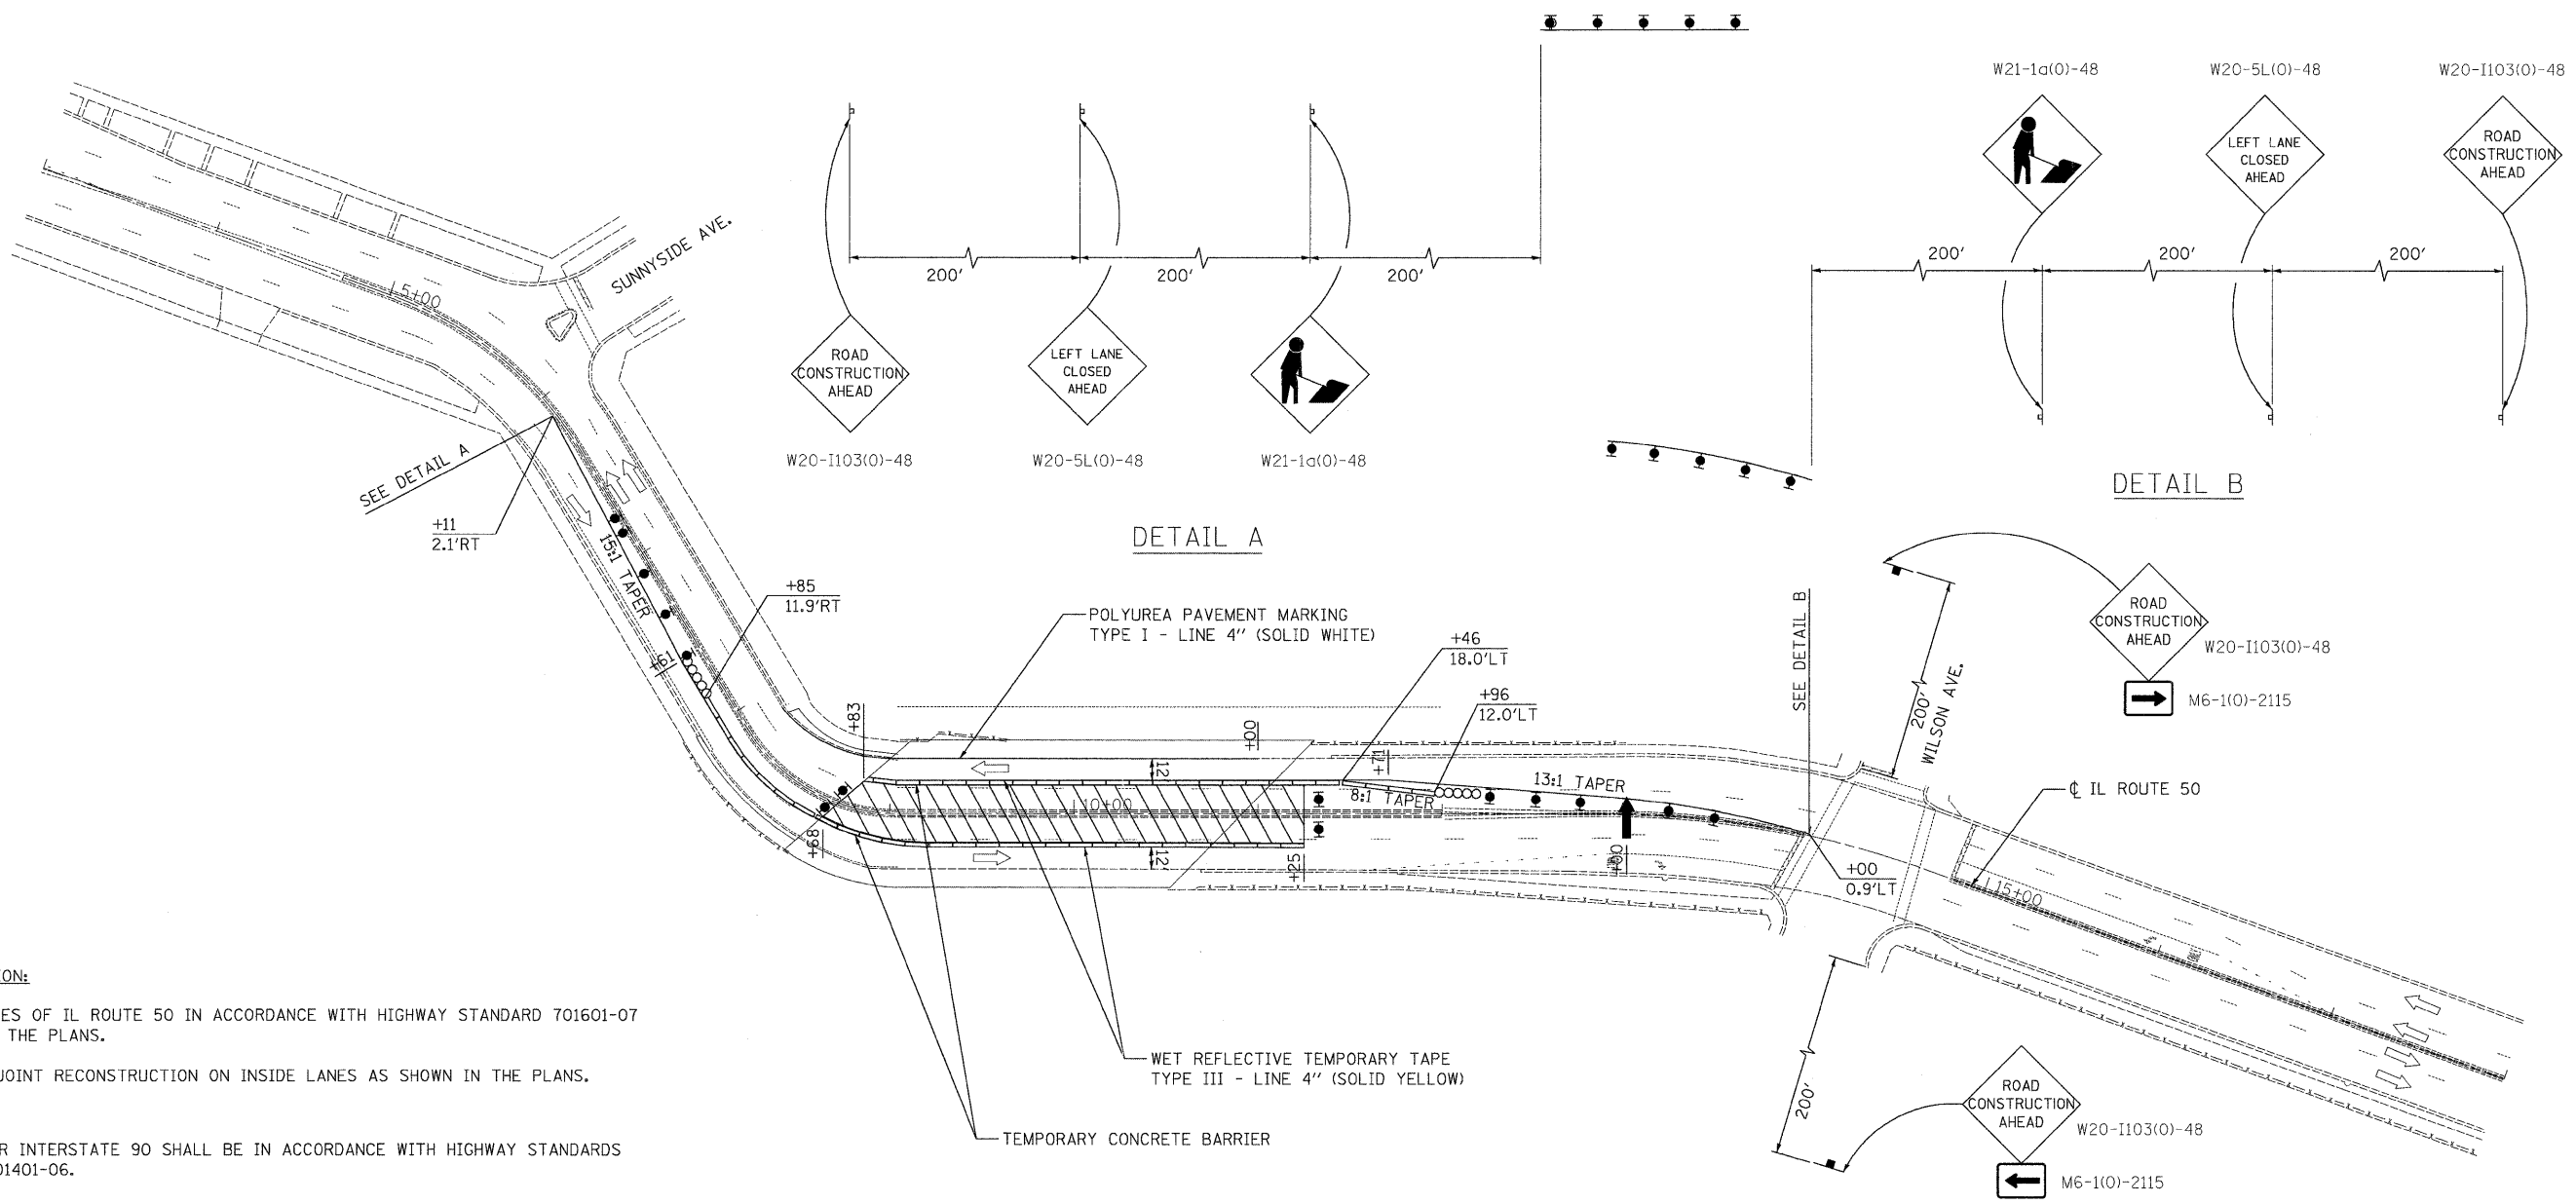 W21-1a(O)-48
W20-5L(O)-48
W20-I103(O)-48
ROAD
CONSTRUCTION
AHEAD
LEFT LANE
CLOSED
AHEAD
SUNNYSIDE AVE.
200'
200'
200'
200'
200'
200'
5+00
ROAD
CONSTRUCTION
AHEAD
LEFT LANE
CLOSED
AHEAD
W20-I103(O)-48
W20-5L(O)-48
W21-1a(O)-48
SEE DETAIL A
+11
2.1'RT
DETAIL A
DETAIL B
15:1 TAPER
+85
11.9'RT
+61
POLYUREA PAVEMENT MARKING
TYPE I - LINE 4" (SOLID WHITE)
+46
18.0'LT
+96
12.0'LT
SEE DETAIL B
ROAD
CONSTRUCTION
AHEAD
W20-I103(O)-48
M6-1(O)-2115
200'
WILSON AVE.
+83
+00
+71
12'
13:1 TAPER
8:1 TAPER
10+00
℄ IL ROUTE 50
+68
12'
+25
+00
+00
0.9'LT
15+00
ION:
ES OF IL ROUTE 50 IN ACCORDANCE WITH HIGHWAY STANDARD 701601-07
THE PLANS.
JOINT RECONSTRUCTION ON INSIDE LANES AS SHOWN IN THE PLANS.
R INTERSTATE 90 SHALL BE IN ACCORDANCE WITH HIGHWAY STANDARDS
01401-06.
WET REFLECTIVE TEMPORARY TAPE
TYPE III - LINE 4" (SOLID YELLOW)
TEMPORARY CONCRETE BARRIER
200'
ROAD
CONSTRUCTION
AHEAD
W20-I103(O)-48
M6-1(O)-2115